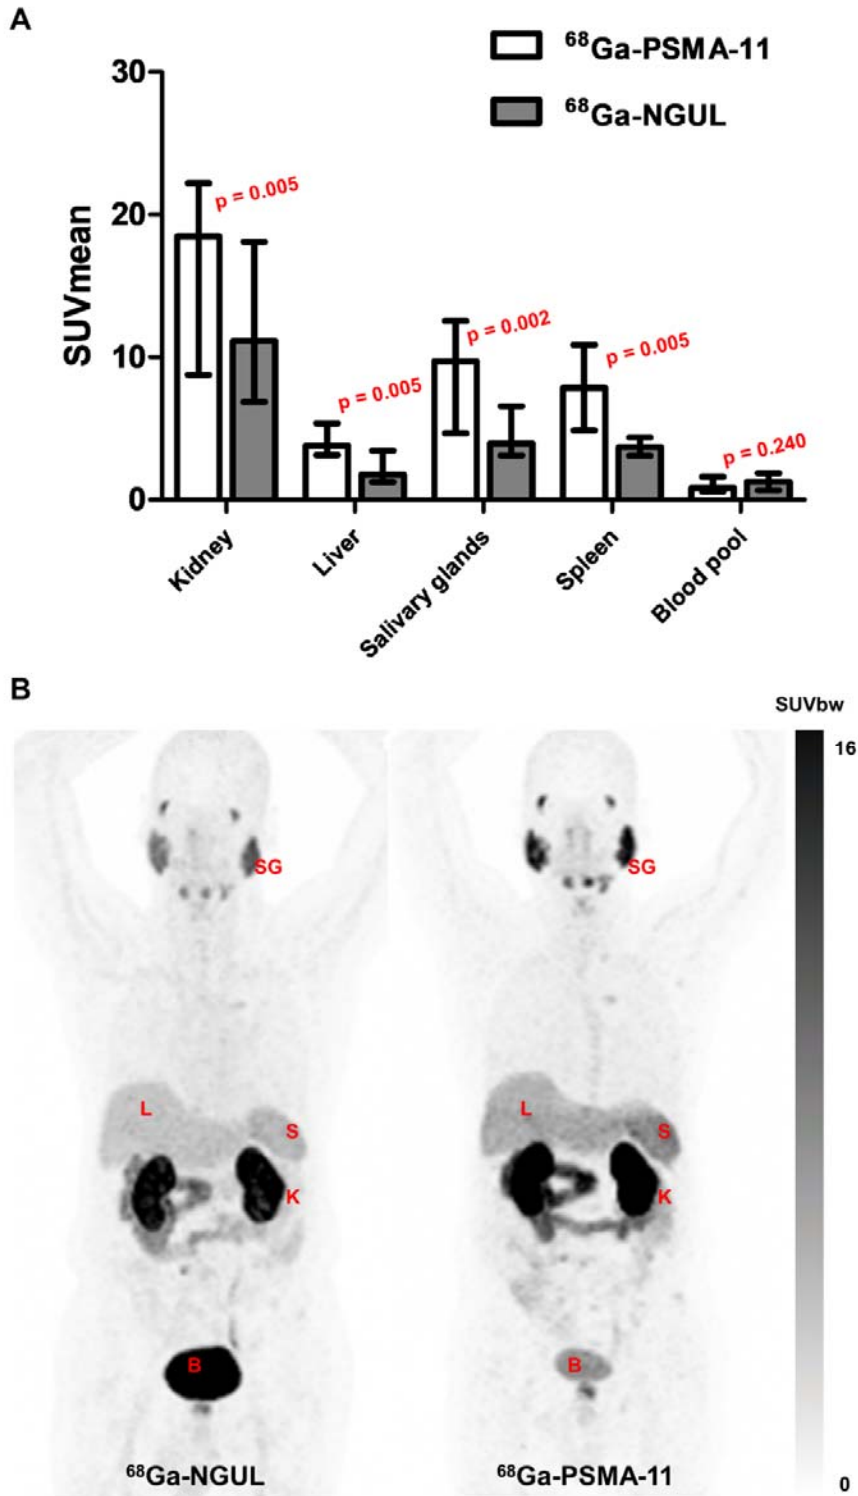 A
⁶⁸Ga-PSMA-11
⁶⁸Ga-NGUL
SUVmean
30
20
10
0
p = 0.005
p = 0.005
p = 0.002
p = 0.005
p = 0.240
Kidney
Liver
Salivary glands
Spleen
Blood pool
B
SUVbw
16
0
SG
L
S
K
B
⁶⁸Ga-NGUL
SG
L
S
K
B
⁶⁸Ga-PSMA-11